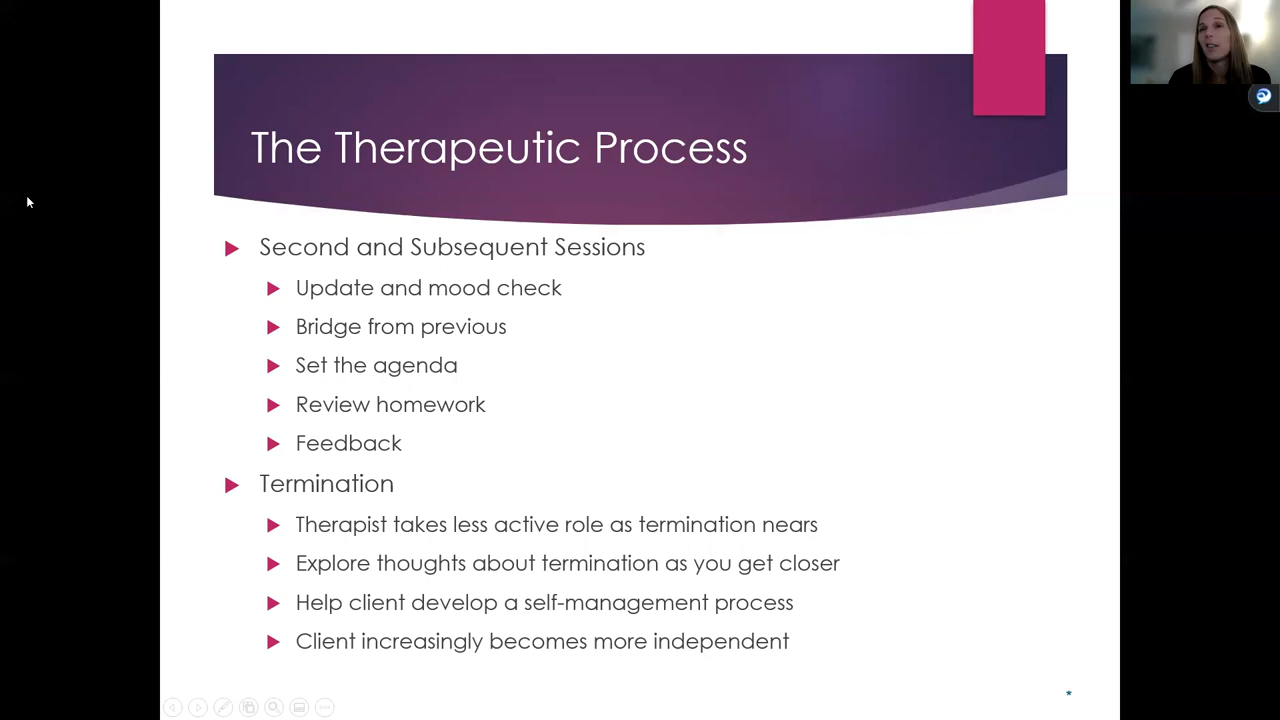 The Therapeutic Process
Second and Subsequent Sessions
Update and mood check
Bridge from previous
Set the agenda
Review homework
Feedback
Termination
Therapist takes less active role as termination nears
Explore thoughts about termination as you get closer
Help client develop a self-management process
Client increasingly becomes more independent
*